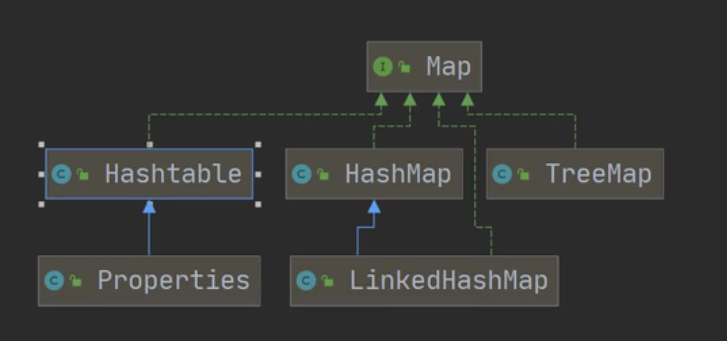 Map
Hashtable
HashMap
TreeMap
Properties
LinkedHashMap